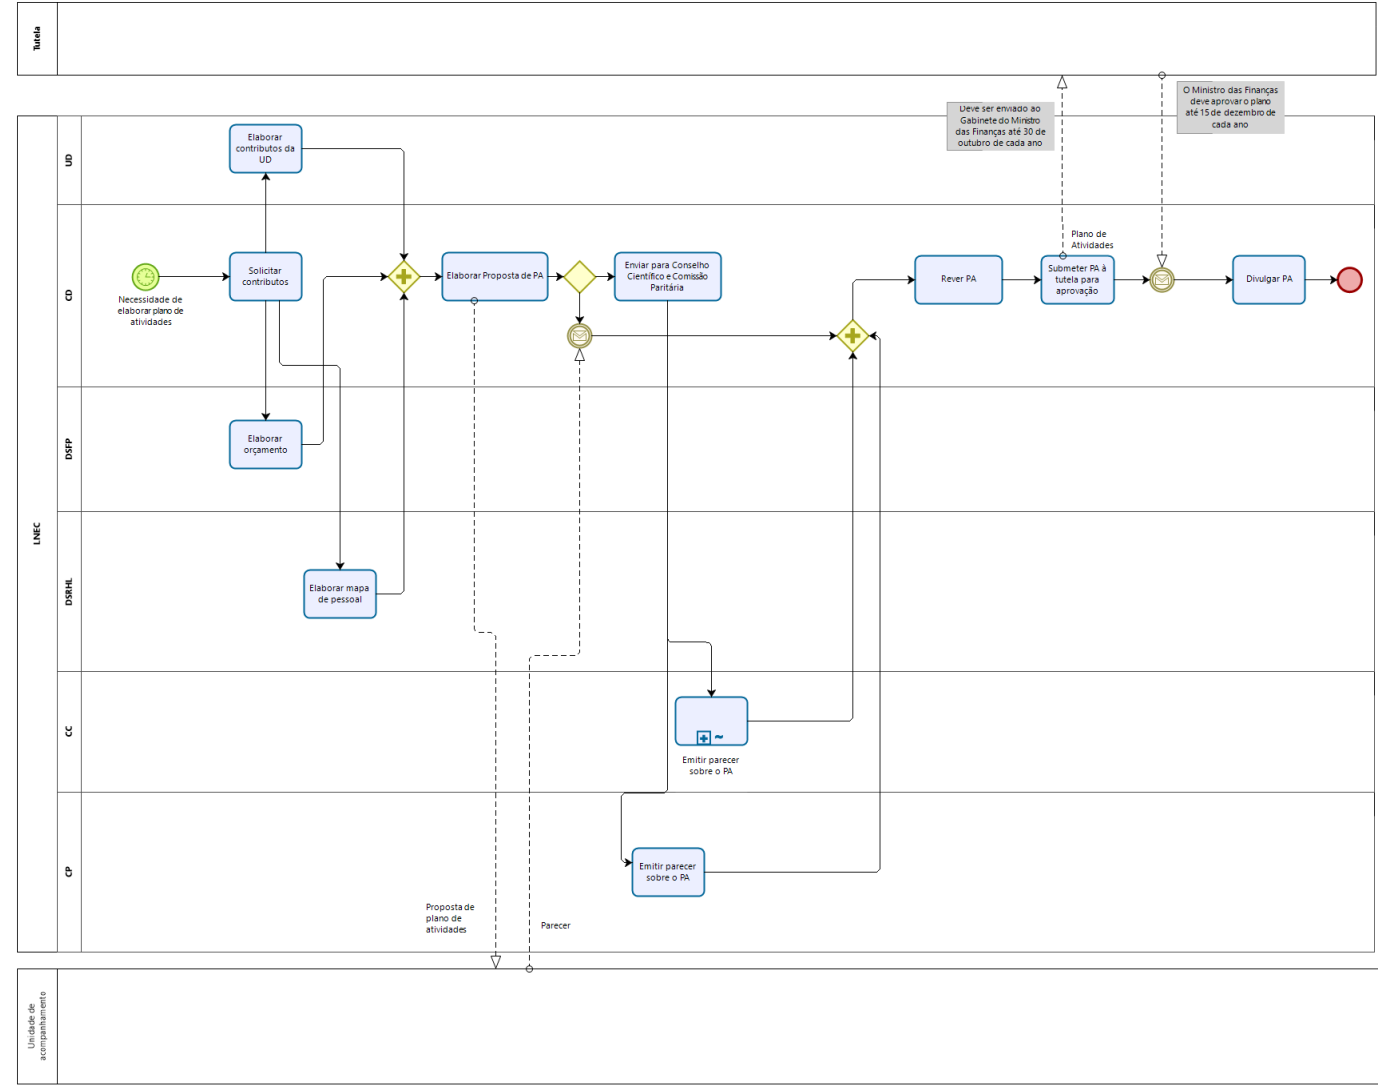 Tutela
O Ministro das Finanças
deve aprovar o plano
até 15 de dezembro de
cada ano
Deve ser enviado ao
Gabinete do Ministro
das Finanças até 30 de
outubro de cada ano
LNEC
UD
Elaborar
contributos da
UD
CD
Necessidade de
elaborar plano de
atividades
Solicitar
contributos
Elaborar Proposta de PA
Enviar para Conselho
Científico e Comissão
Paritária
Rever PA
Plano de
Atividades
Submeter PA à
tutela para
aprovação
Divulgar PA
DSFP
Elaborar
orçamento
DSRHL
Elaborar mapa
de pessoal
CC
Emitir parecer
sobre o PA
CP
Emitir parecer
sobre o PA
Proposta de
plano de
atividades
Parecer
Unidade de
acompanhamento